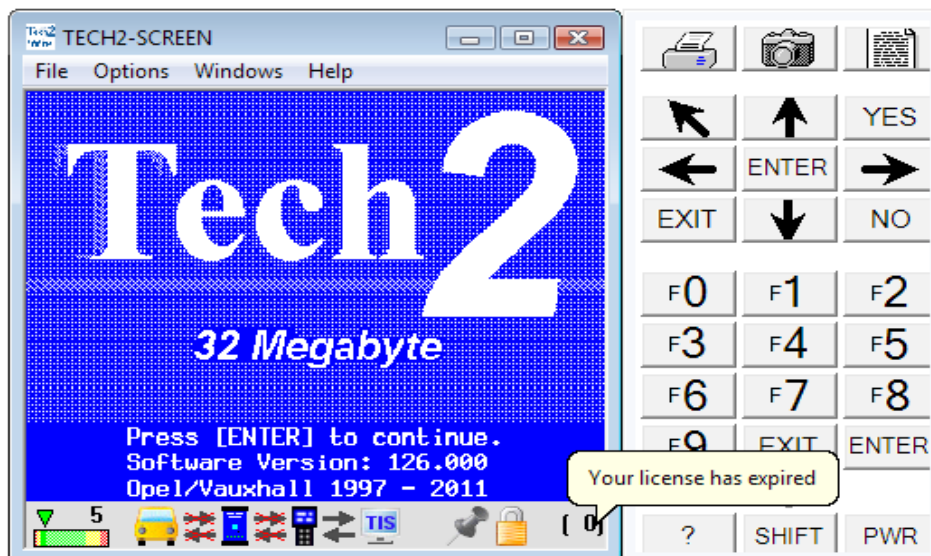 TECH2-SCREEN
File Options Windows Help
Tech2
32 Megabyte
Press [ENTER] to continue.
Software Version: 126.000
Opel/Vauxhall 1997 - 2011
5
TIS
( 0)
Your license has expired
YES
ENTER
EXIT NO
F0 F1 F2
F3 F4 F5
F6 F7 F8
F9 EXIT ENTER
? SHIFT PWR